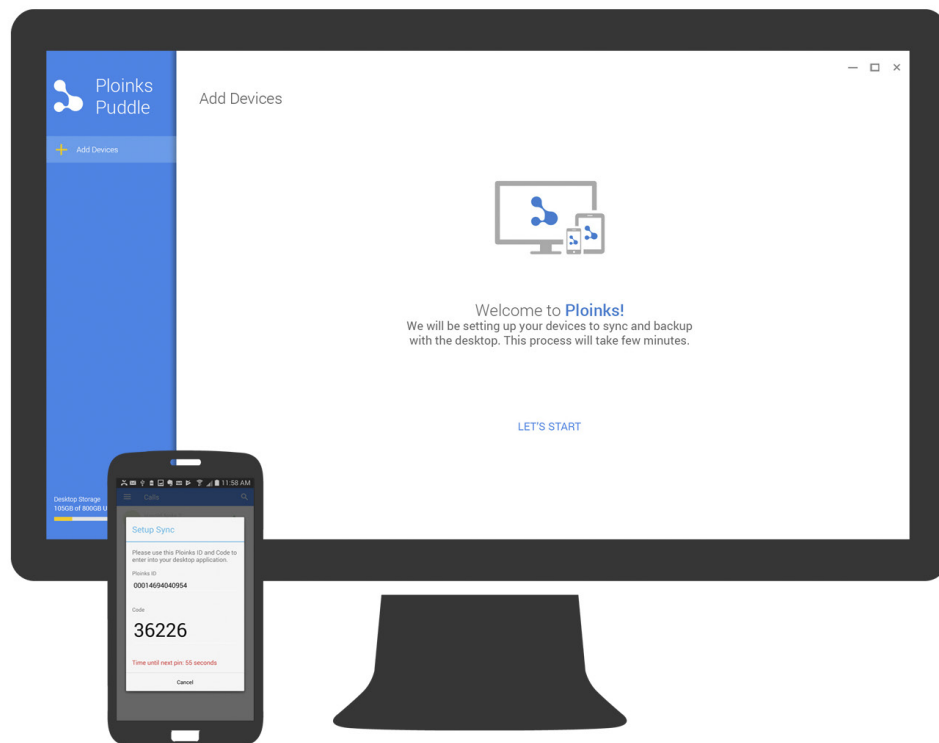 Ploinks
Puddle
Add Devices
Add Devices
Welcome to Ploinks!
We will be setting up your devices to sync and backup
with the desktop. This process will take few minutes.
LET'S START
Desktop Storage
105GB of 800GB U
11:58 AM
Calls
Setup Sync
Please use this Ploinks ID and Code to
enter into your desktop application.
Ploinks ID
00014694040954
Code
36226
Time until next pin: 55 seconds
Cancel